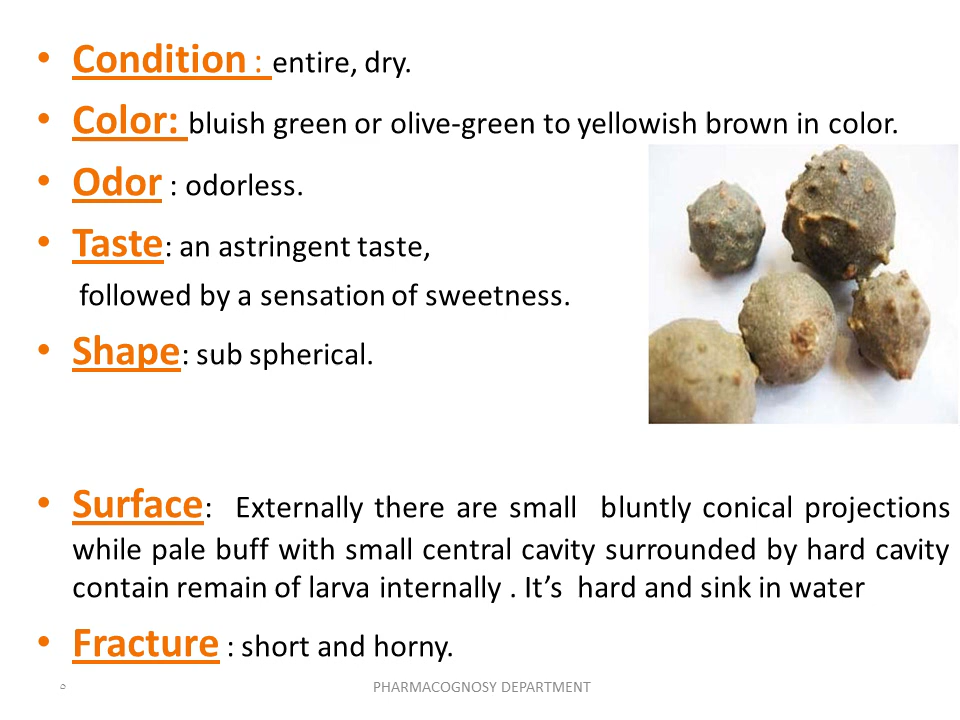 • Condition : entire, dry.
• Color: bluish green or olive-green to yellowish brown in color.
• Odor : odorless.
• Taste: an astringent taste,
followed by a sensation of sweetness.
• Shape: sub spherical.
• Surface: Externally there are small bluntly conical projections
while pale buff with small central cavity surrounded by hard cavity
contain remain of larva internally . It’s hard and sink in water
• Fracture : short and horny.
٥
PHARMACOGNOSY DEPARTMENT